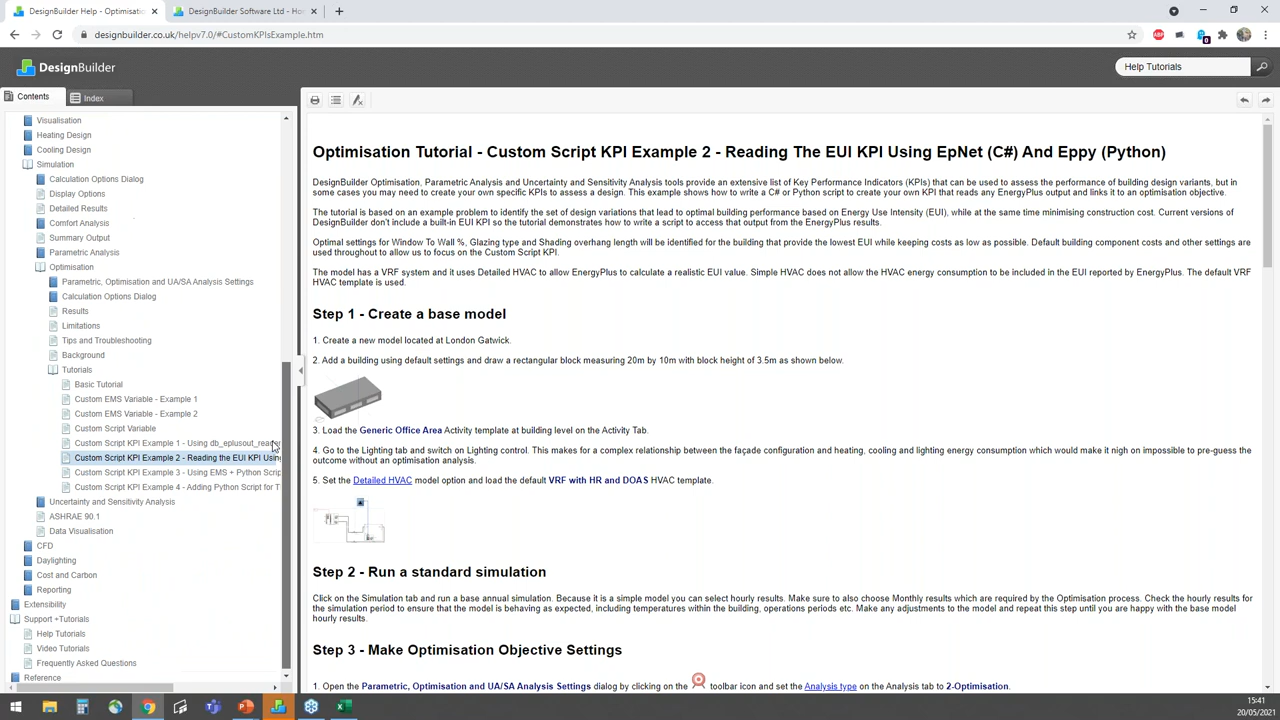 DesignBuilder Help - Optimisatio
DesignBuilder Software Ltd - Ho
designbuilder.co.uk/helpv7.0/#CustomKPIsExample.htm
DesignBuilder
Help Tutorials
Contents
Index
Visualisation
Heating Design
Cooling Design
Simulation
Calculation Options Dialog
Display Options
Detailed Results
Comfort Analysis
Summary Output
Parametric Analysis
Optimisation
Parametric, Optimisation and UA/SA Analysis Settings
Calculation Options Dialog
Results
Limitations
Tips and Troubleshooting
Background
Tutorials
Basic Tutorial
Custom EMS Variable - Example 1
Custom EMS Variable - Example 2
Custom Script Variable
Custom Script KPI Example 1 - Using db_eplusout_reader
Custom Script KPI Example 2 - Reading the EUI KPI Using
Custom Script KPI Example 3 - Using EMS + Python Scrip
Custom Script KPI Example 4 - Adding Python Script for T
Uncertainty and Sensitivity Analysis
ASHRAE 90.1
Data Visualisation
CFD
Daylighting
Cost and Carbon
Reporting
Extensibility
Support +Tutorials
Help Tutorials
Video Tutorials
Frequently Asked Questions
Reference
Optimisation Tutorial - Custom Script KPI Example 2 - Reading The EUI KPI Using EpNet (C#) And Eppy (Python)
DesignBuilder Optimisation, Parametric Analysis and Uncertainty and Sensitivity Analysis tools provide an extensive list of Key Performance Indicators (KPIs) that can be used to assess the performance of building design variants, but in
some cases you may need to create your own specific KPIs to assess a design. This example shows how to write a C# or Python script to create your own KPI that reads any EnergyPlus output and links it to an optimisation objective.
The tutorial is based on an example problem to identify the set of design variations that lead to optimal building performance based on Energy Use Intensity (EUI), while at the same time minimising construction cost. Current versions of
DesignBuilder don't include a built-in EUI KPI so the tutorial demonstrates how to write a script to access that output from the EnergyPlus results.
Optimal settings for Window To Wall %, Glazing type and Shading overhang length will be identified for the building that provide the lowest EUI while keeping costs as low as possible. Default building component costs and other settings are
used throughout to allow us to focus on the Custom Script KPI.
The model has a VRF system and it uses Detailed HVAC to allow EnergyPlus to calculate a realistic EUI value. Simple HVAC does not allow the HVAC energy consumption to be included in the EUI reported by EnergyPlus. The default VRF
HVAC template is used.
Step 1 - Create a base model
1. Create a new model located at London Gatwick.
2. Add a building using default settings and draw a rectangular block measuring 20m by 10m with block height of 3.5m as shown below.
3. Load the Generic Office Area Activity template at building level on the Activity Tab.
4. Go to the Lighting tab and switch on Lighting control. This makes for a complex relationship between the façade configuration and heating, cooling and lighting energy consumption which would make it nigh on impossible to pre-guess the
outcome without an optimisation analysis.
5. Set the Detailed HVAC model option and load the default VRF with HR and DOAS HVAC template.
Step 2 - Run a standard simulation
Click on the Simulation tab and run a base annual simulation. Because it is a simple model you can select hourly results. Make sure to also choose Monthly results which are required by the Optimisation process. Check the hourly results for
the simulation period to ensure that the model is behaving as expected, including temperatures within the building, operation periods etc. Make any adjustments to the model and repeat this step until you are happy with the base model
hourly results.
Step 3 - Make Optimisation Objective Settings
1. Open the Parametric, Optimisation and UA/SA Analysis Settings dialog by clicking on the toolbar icon and set the Analysis type on the Analysis tab to 2-Optimisation.
15:41
20/05/2021